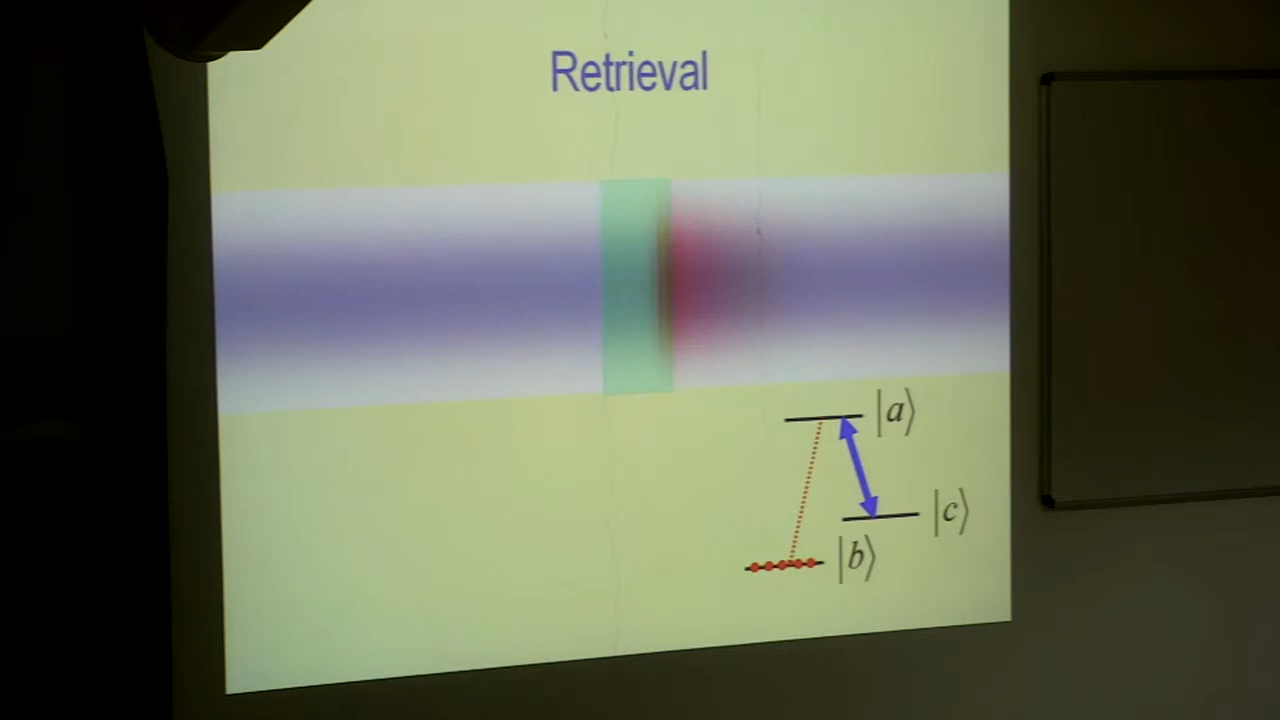 Retrieval
|a⟩
|c⟩
|b⟩